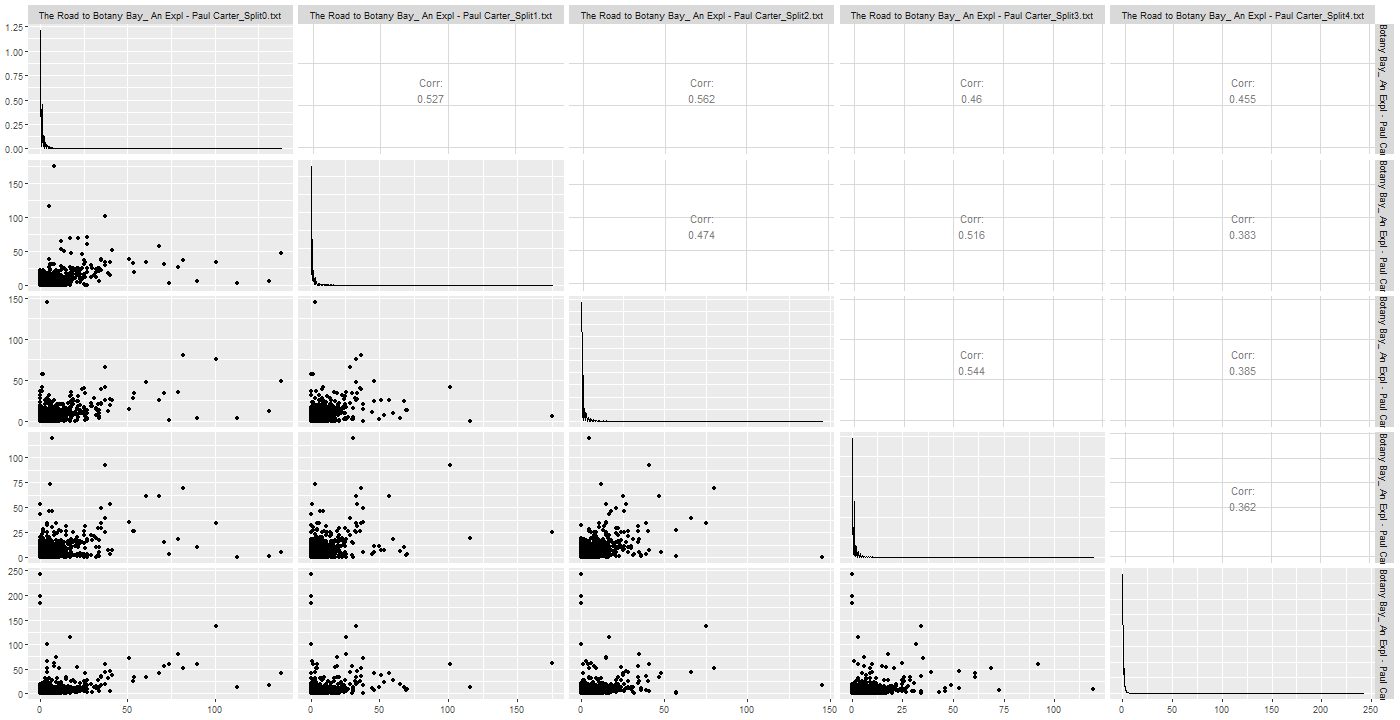 The Road to Botany Bay_ An Expl - Paul Carter_Split0.txt
The Road to Botany Bay_ An Expl - Paul Carter_Split1.txt
The Road to Botany Bay_ An Expl - Paul Carter_Split2.txt
The Road to Botany Bay_ An Expl - Paul Carter_Split3.txt
The Road to Botany Bay_ An Expl - Paul Carter_Split4.txt
1.25
1.00
0.75
0.50
0.25
0.00
Corr:
0.527
Corr:
0.562
Corr:
0.46
Corr:
0.455
Botany Bay_ An Expl - Paul Ca
150
100
50
0
Corr:
0.474
Corr:
0.516
Corr:
0.383
Botany Bay_ An Expl - Paul Ca
150
100
50
0
Corr:
0.544
Corr:
0.385
Botany Bay_ An Expl - Paul Ca
100
75
50
25
0
Corr:
0.362
Botany Bay_ An Expl - Paul Ca
250
200
150
100
50
0
Botany Bay_ An Expl - Paul Ca
0 50 100
0 50 100 150
0 50 100 150
0 25 50 75 100
0 50 100 150 200 250